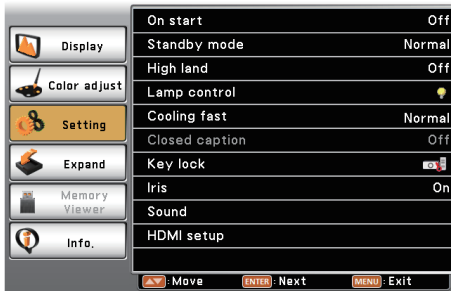 Display
Color adjust
Setting
Expand
Memory
Viewer
Info.
On start Off
Standby mode Normal
High land Off
Lamp control
Cooling fast Normal
Closed caption Off
Key lock
Iris On
Sound
HDMI setup
:Move ENTER :Next MENU :Exit